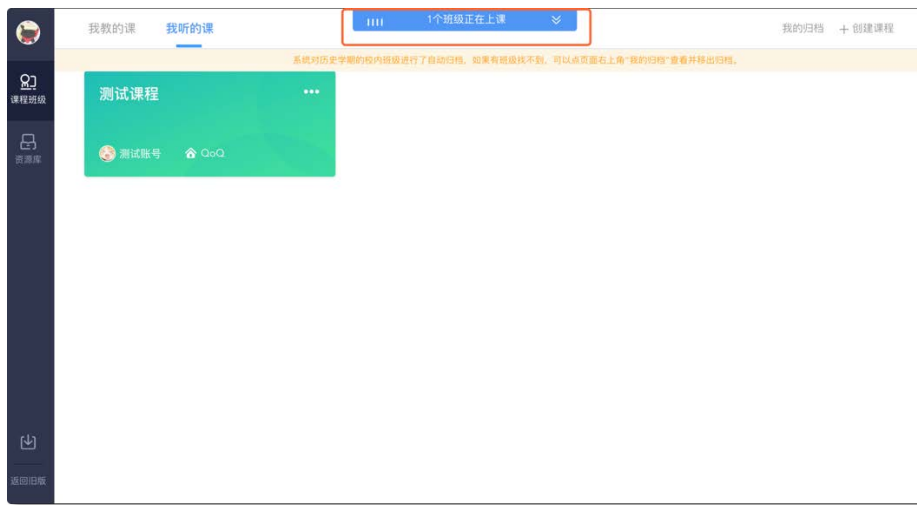 我教的课 我听的课 1个班级正在上课 我的归档 + 创建课程
系统对历史学期的校内班级进行了自动归档，如果有班级找不到，可以点页面右上角“我的归档”查看并移出归档。
课程班级
测试课程
资源库
测试账号 QoQ
返回旧版